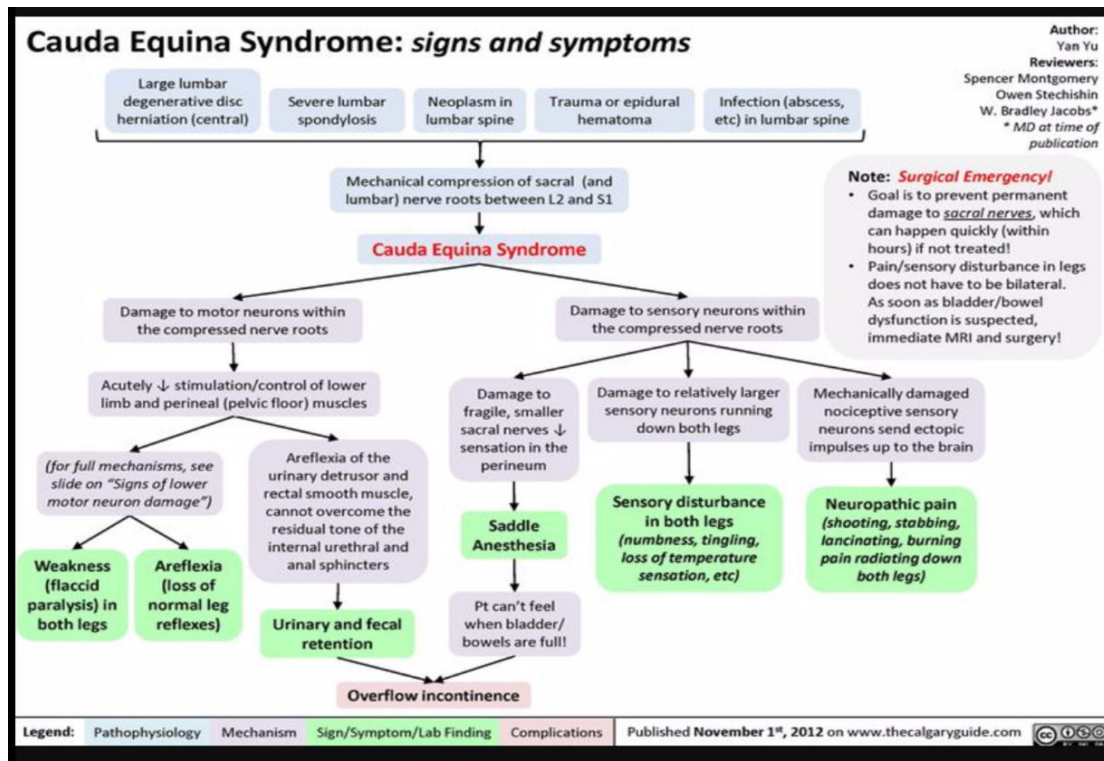 Cauda Equina Syndrome: signs and symptoms
Author:
Yan Yu
Reviewers:
Spencer Montgomery
Owen Stechishin
W. Bradley Jacobs*
* MD at time of
publication
Large lumbar
degenerative disc
herniation (central)
Severe lumbar
spondylosis
Neoplasm in
lumbar spine
Trauma or epidural
hematoma
Infection (abscess,
etc) in lumbar spine
Mechanical compression of sacral (and
lumbar) nerve roots between L2 and S1
Cauda Equina Syndrome
Note: Surgical Emergency!
• Goal is to prevent permanent
damage to sacral nerves, which
can happen quickly (within
hours) if not treated!
• Pain/sensory disturbance in legs
does not have to be bilateral.
As soon as bladder/bowel
dysfunction is suspected,
immediate MRI and surgery!
Damage to motor neurons within
the compressed nerve roots
Damage to sensory neurons within
the compressed nerve roots
Acutely ↓ stimulation/control of lower
limb and perineal (pelvic floor) muscles
(for full mechanisms, see
slide on “Signs of lower
motor neuron damage”)
Areflexia of the
urinary detrusor and
rectal smooth muscle,
cannot overcome the
residual tone of the
internal urethral and
anal sphincters
Damage to
fragile, smaller
sacral nerves ↓
sensation in the
perineum
Damage to relatively larger
sensory neurons running
down both legs
Mechanically damaged
nociceptive sensory
neurons send ectopic
impulses up to the brain
Weakness
(flaccid
paralysis) in
both legs
Areflexia
(loss of
normal leg
reflexes)
Urinary and fecal
retention
Saddle
Anesthesia
Sensory disturbance
in both legs
(numbness, tingling,
loss of temperature
sensation, etc)
Neuropathic pain
(shooting, stabbing,
lancinating, burning
pain radiating down
both legs)
Pt can’t feel
when bladder/
bowels are full!
Overflow incontinence
Legend: Pathophysiology Mechanism Sign/Symptom/Lab Finding Complications
Published November 1st, 2012 on www.thecalgaryguide.com